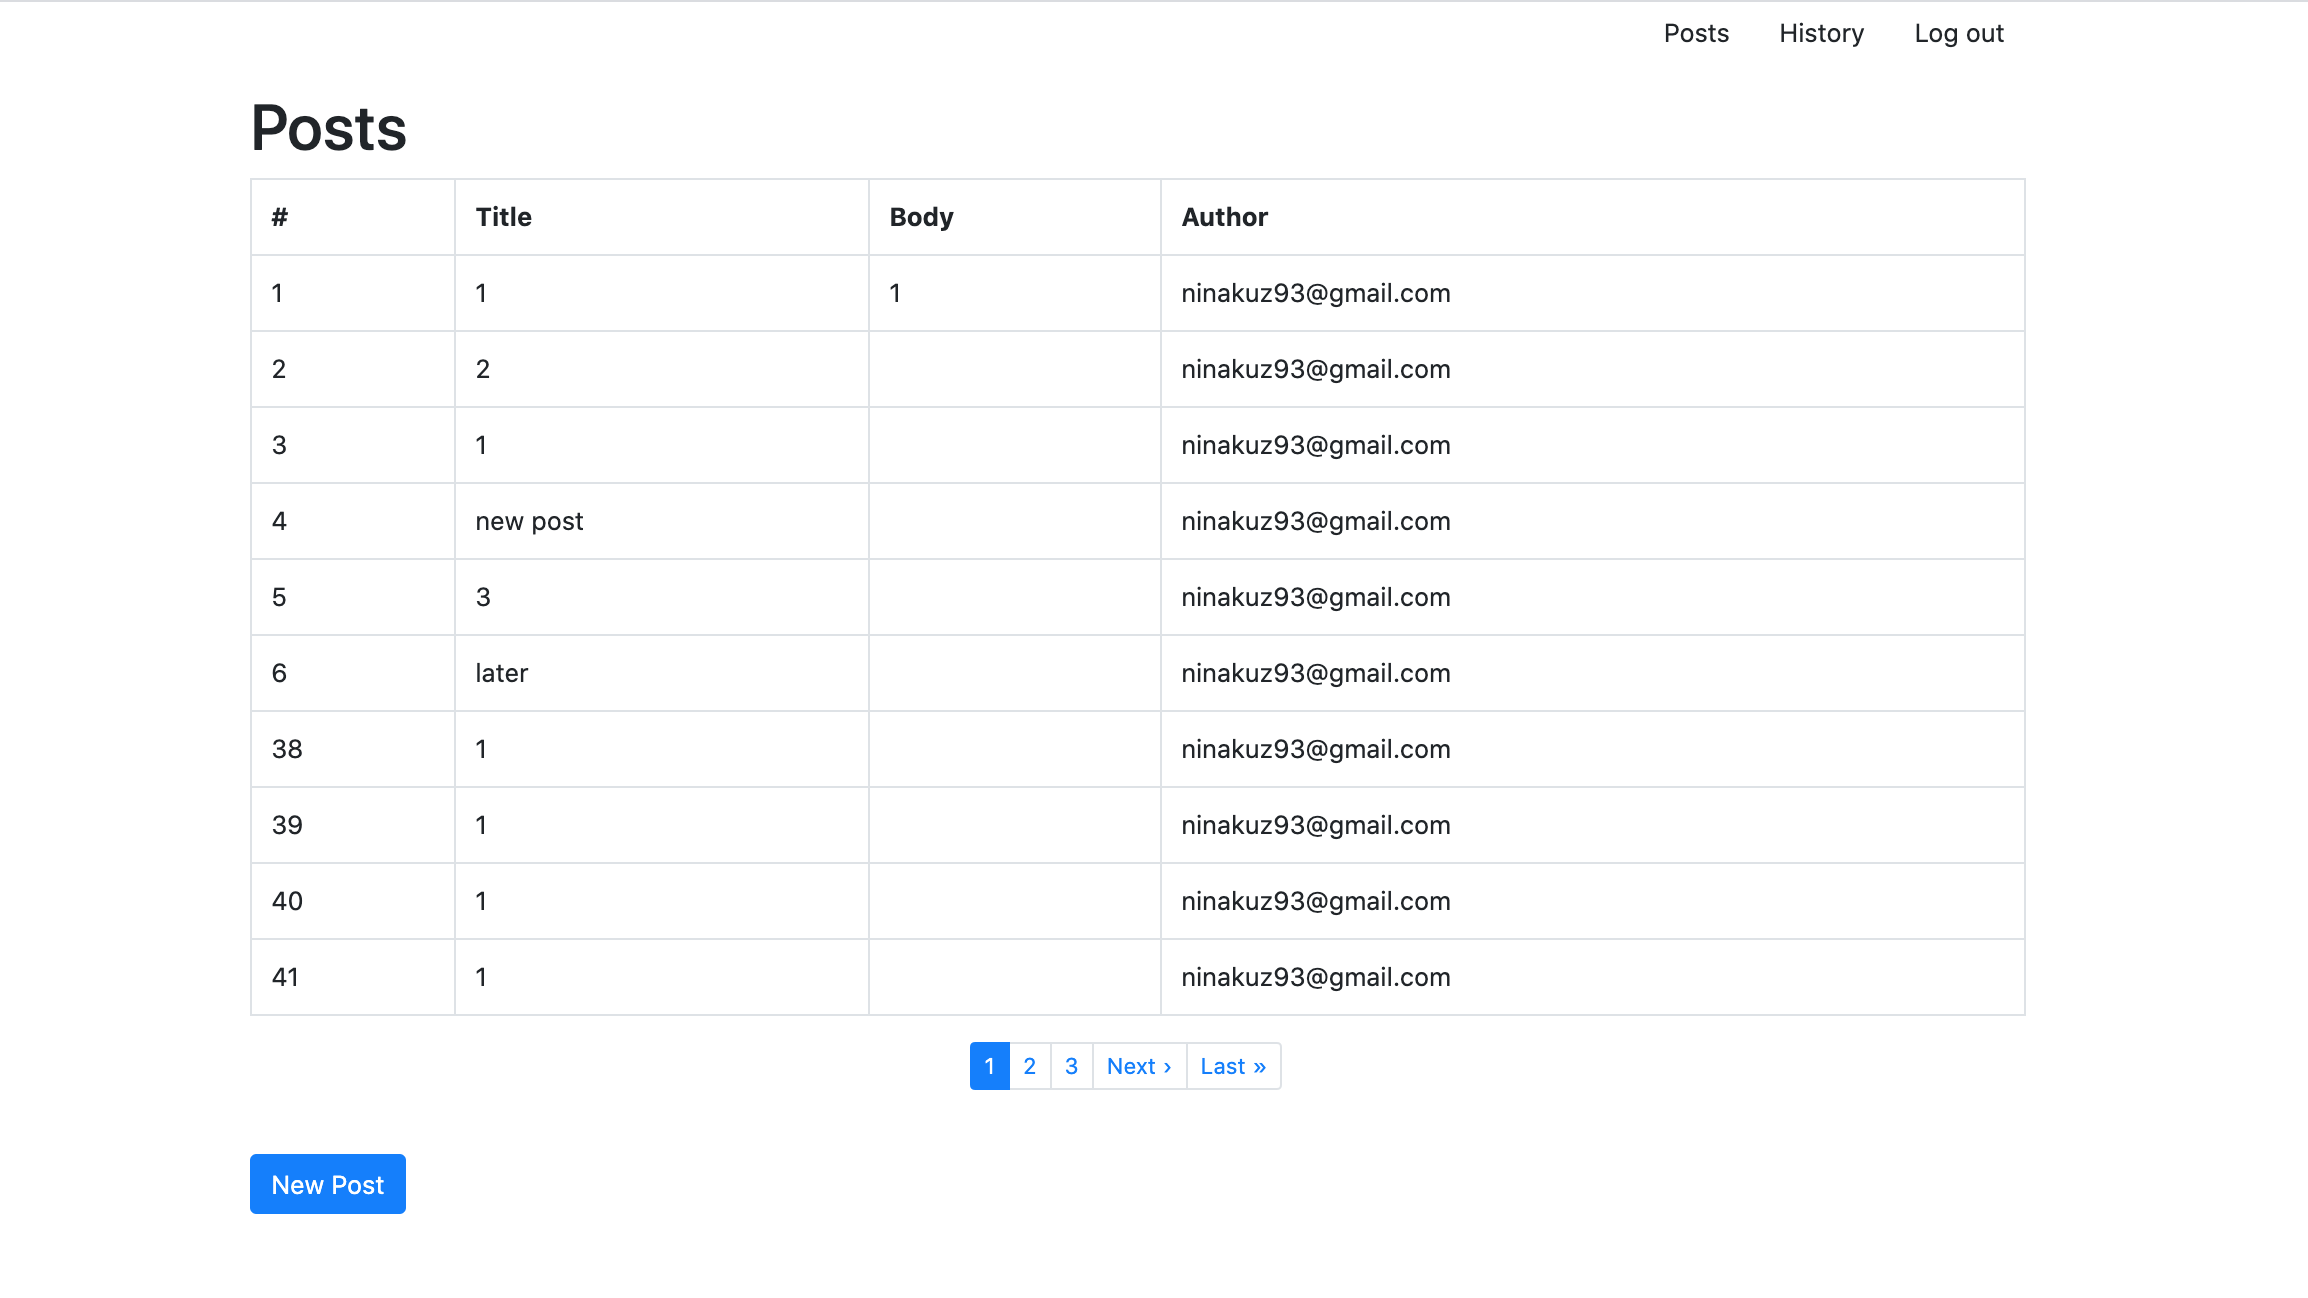 Posts History Log out
Posts
# Title Body Author
1 1 1 ninakuz93@gmail.com
2 2 ninakuz93@gmail.com
3 1 ninakuz93@gmail.com
4 new post ninakuz93@gmail.com
5 3 ninakuz93@gmail.com
6 later ninakuz93@gmail.com
38 1 ninakuz93@gmail.com
39 1 ninakuz93@gmail.com
40 1 ninakuz93@gmail.com
41 1 ninakuz93@gmail.com
1 2 3 Next › Last »
New Post